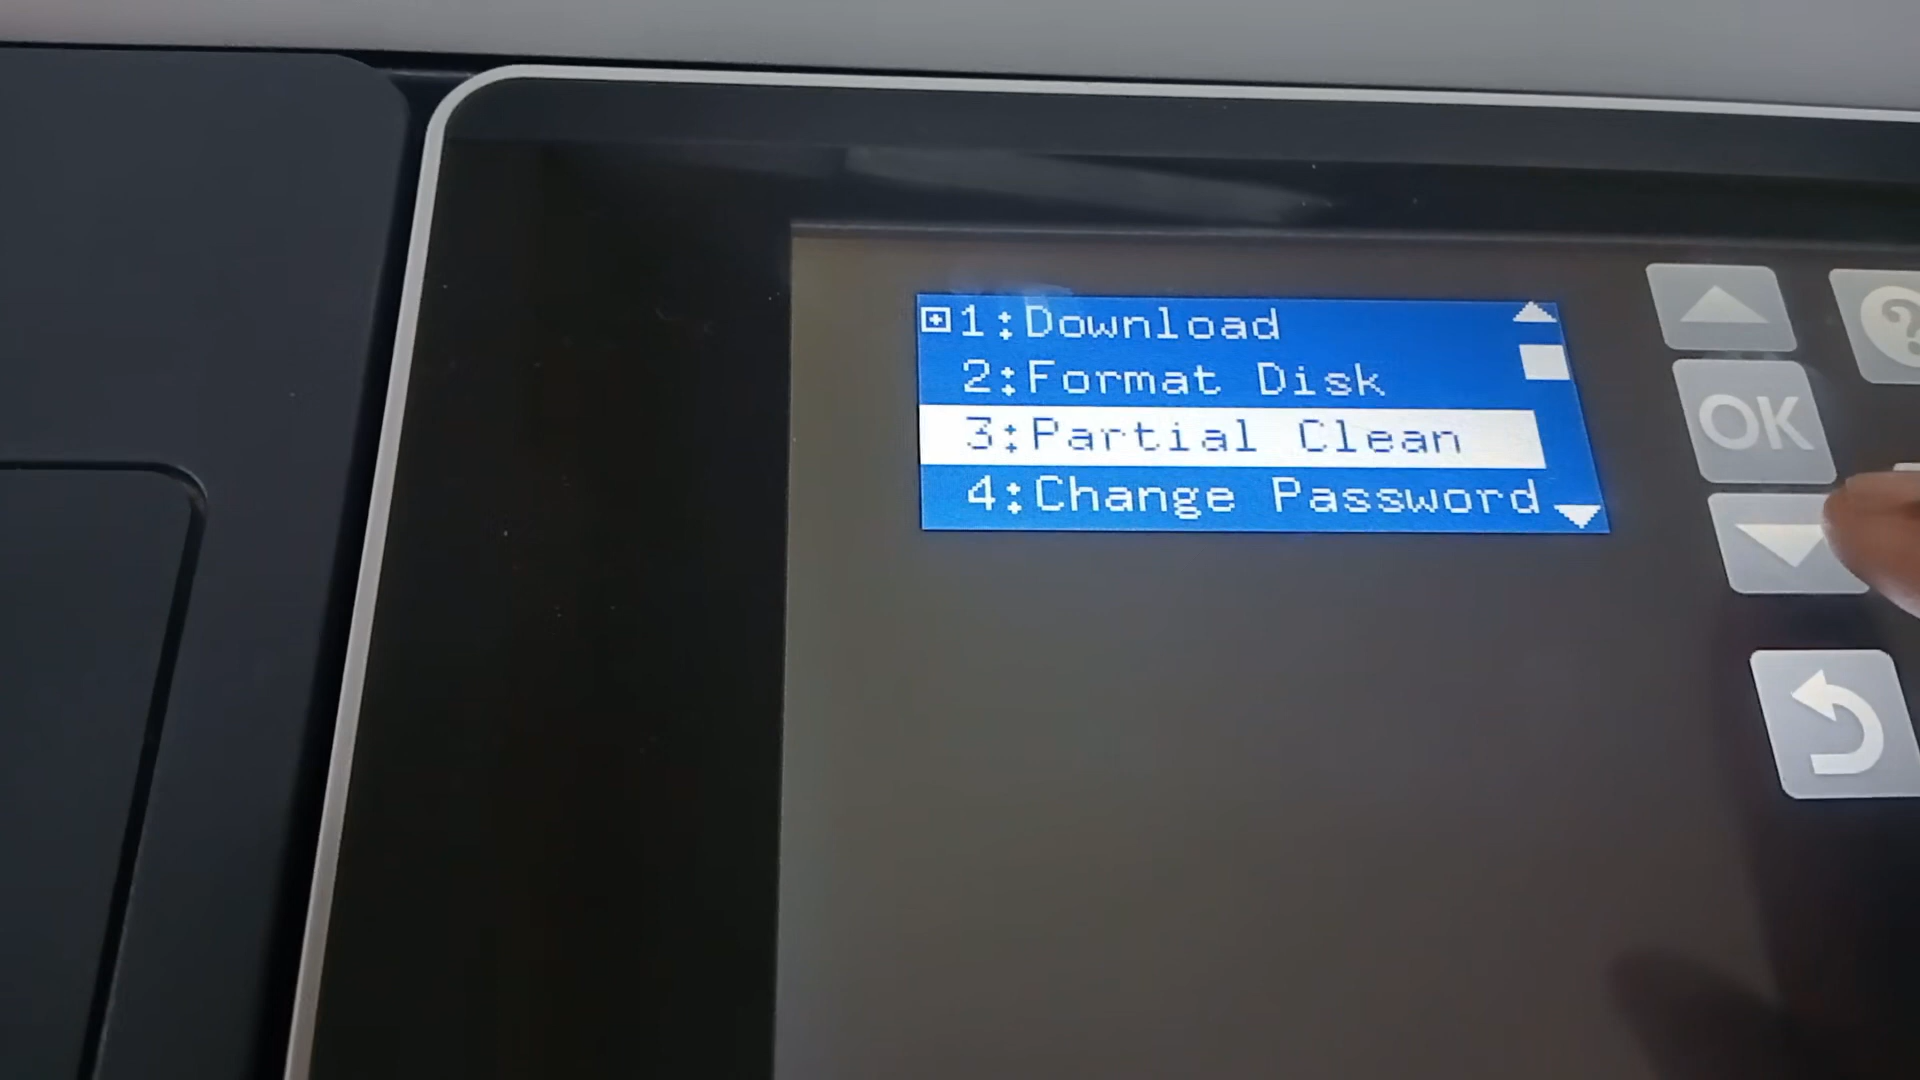 1:Download
2:Format Disk
3:Partial Clean
4:Change Password
OK
?